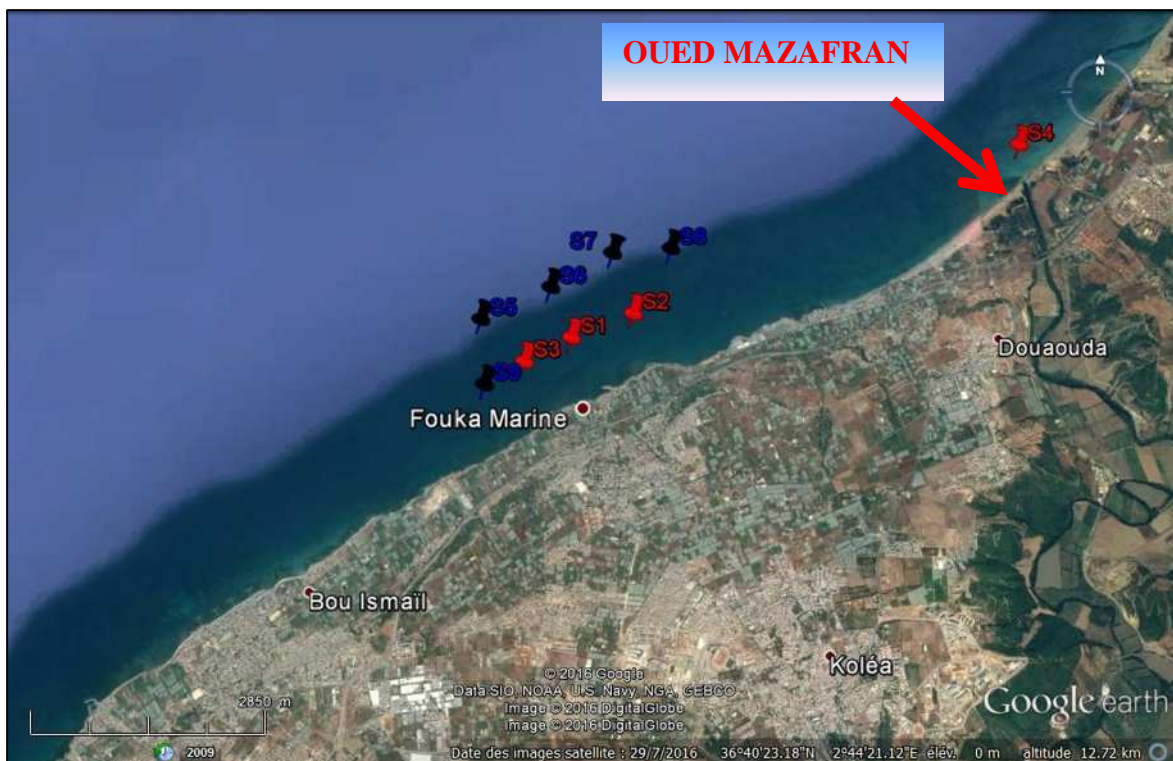 OUED MAZAFRAN
N
S4
S7
S8
S6
S5
S2
S1
S3
S9
Fouka Marine
Douaouda
Bou Ismaïl
Koléa
© 2016 Google
Data SIO, NOAA, U.S. Navy, NGA, GEBCO
Image © 2016 DigitalGlobe
Image © 2016 DigitalGlobe
Google earth
2850 m
2009
Date des images satellite : 29/7/2016 36°40'23.18"N 2°44'21.12"E élév. 0 m altitude 12.72 km